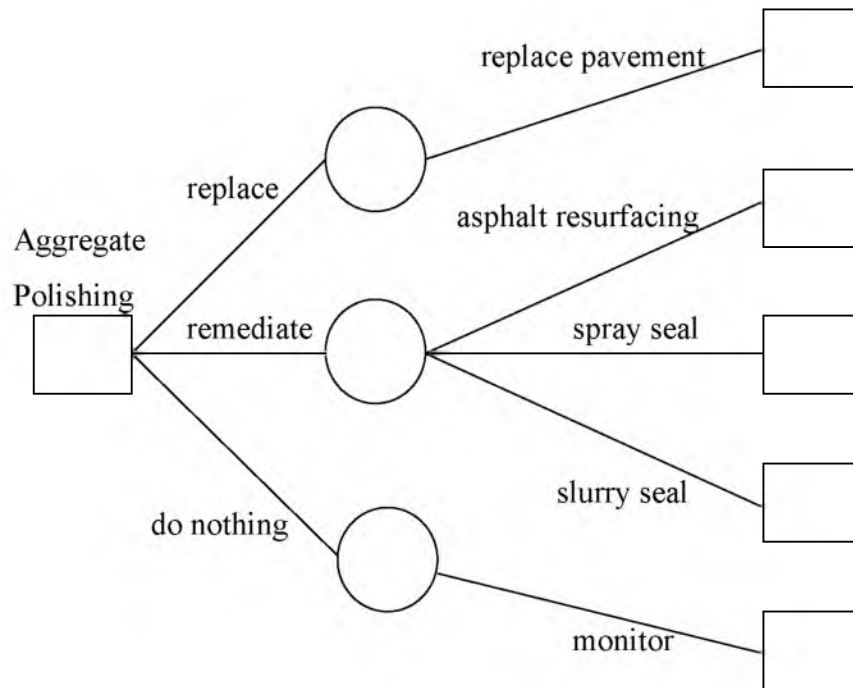 replace pavement
replace
asphalt resurfacing
Aggregate
Polishing
remediate
spray seal
slurry seal
do nothing
monitor